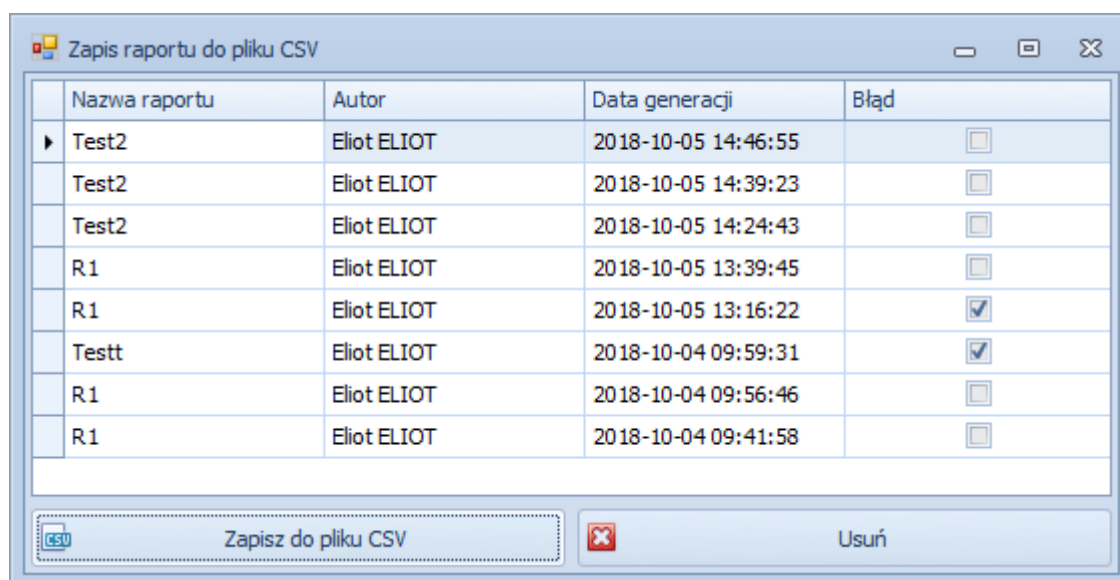 Zapis raportu do pliku CSV
Nazwa raportu Autor Data generacji Błąd
Test2 Eliot ELIOT 2018-10-05 14:46:55
Test2 Eliot ELIOT 2018-10-05 14:39:23
Test2 Eliot ELIOT 2018-10-05 14:24:43
R1 Eliot ELIOT 2018-10-05 13:39:45
R1 Eliot ELIOT 2018-10-05 13:16:22
Testt Eliot ELIOT 2018-10-04 09:59:31
R1 Eliot ELIOT 2018-10-04 09:56:46
R1 Eliot ELIOT 2018-10-04 09:41:58
CSV Zapisz do pliku CSV Usuń